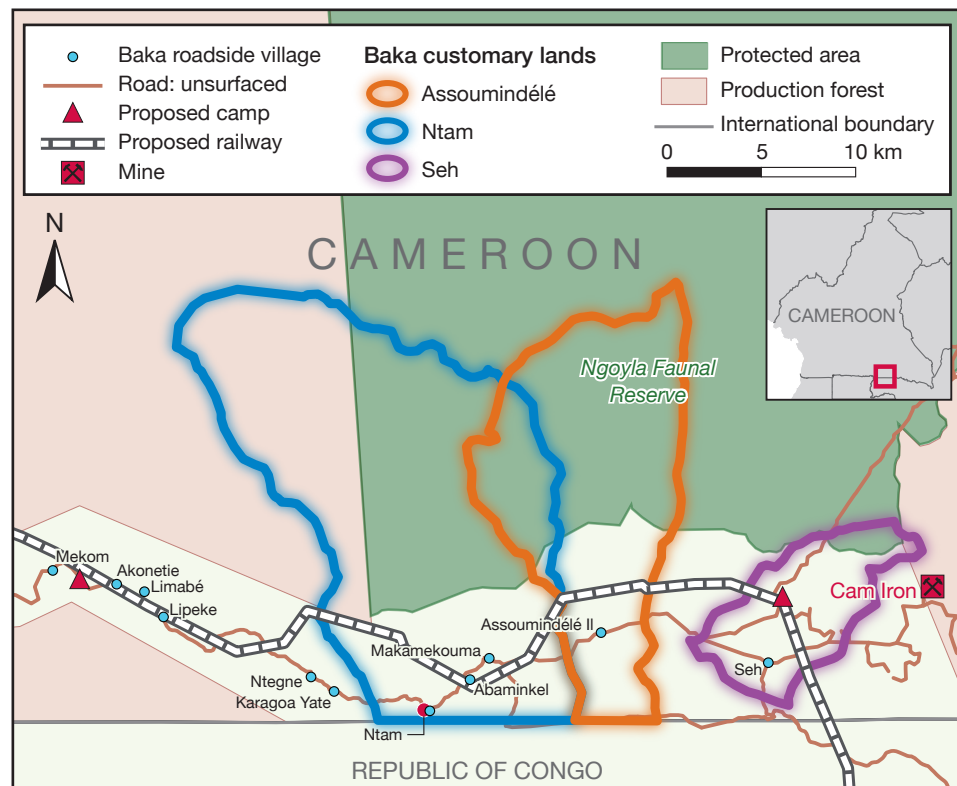 Baka roadside village
Road: unsurfaced
Proposed camp
Proposed railway
Mine
Baka customary lands
Assoumindélé
Ntam
Seh
Protected area
Production forest
International boundary
0 5 10 km
N
CAMEROON
CAMEROON
Ngoyla Faunal
Reserve
Mekom
Akonetie
Limabé
Lipeke
Cam Iron
Assoumindélé II
Makamekouma
Seh
Ntegne
Abaminkel
Karagoa Yate
Ntam
REPUBLIC OF CONGO